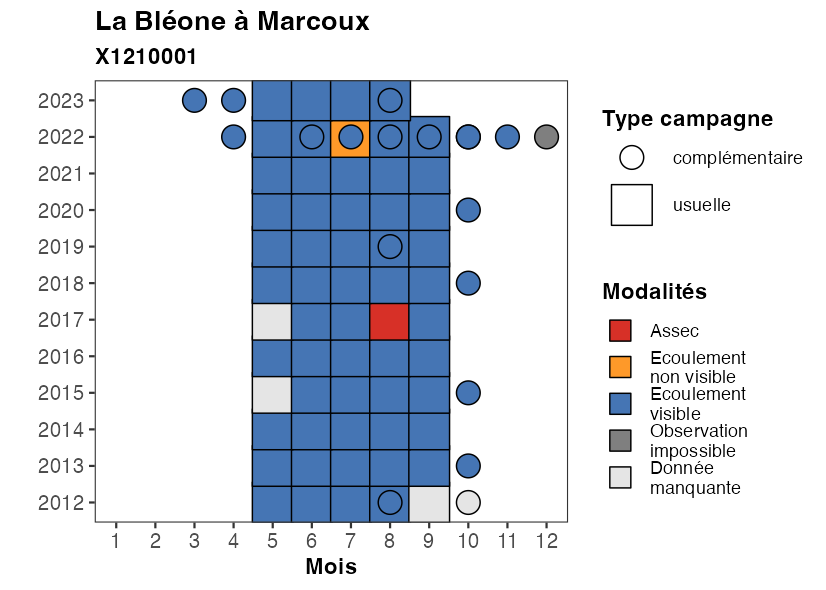 La Bléone à Marcoux
X1210001
2023
2022
2021
2020
2019
2018
2017
2016
2015
2014
2013
2012
1 2 3 4 5 6 7 8 9 10 11 12
Mois
Type campagne
complémentaire
usuelle
Modalités
Assec
Ecoulement
non visible
Ecoulement
visible
Observation
impossible
Donnée
manquante